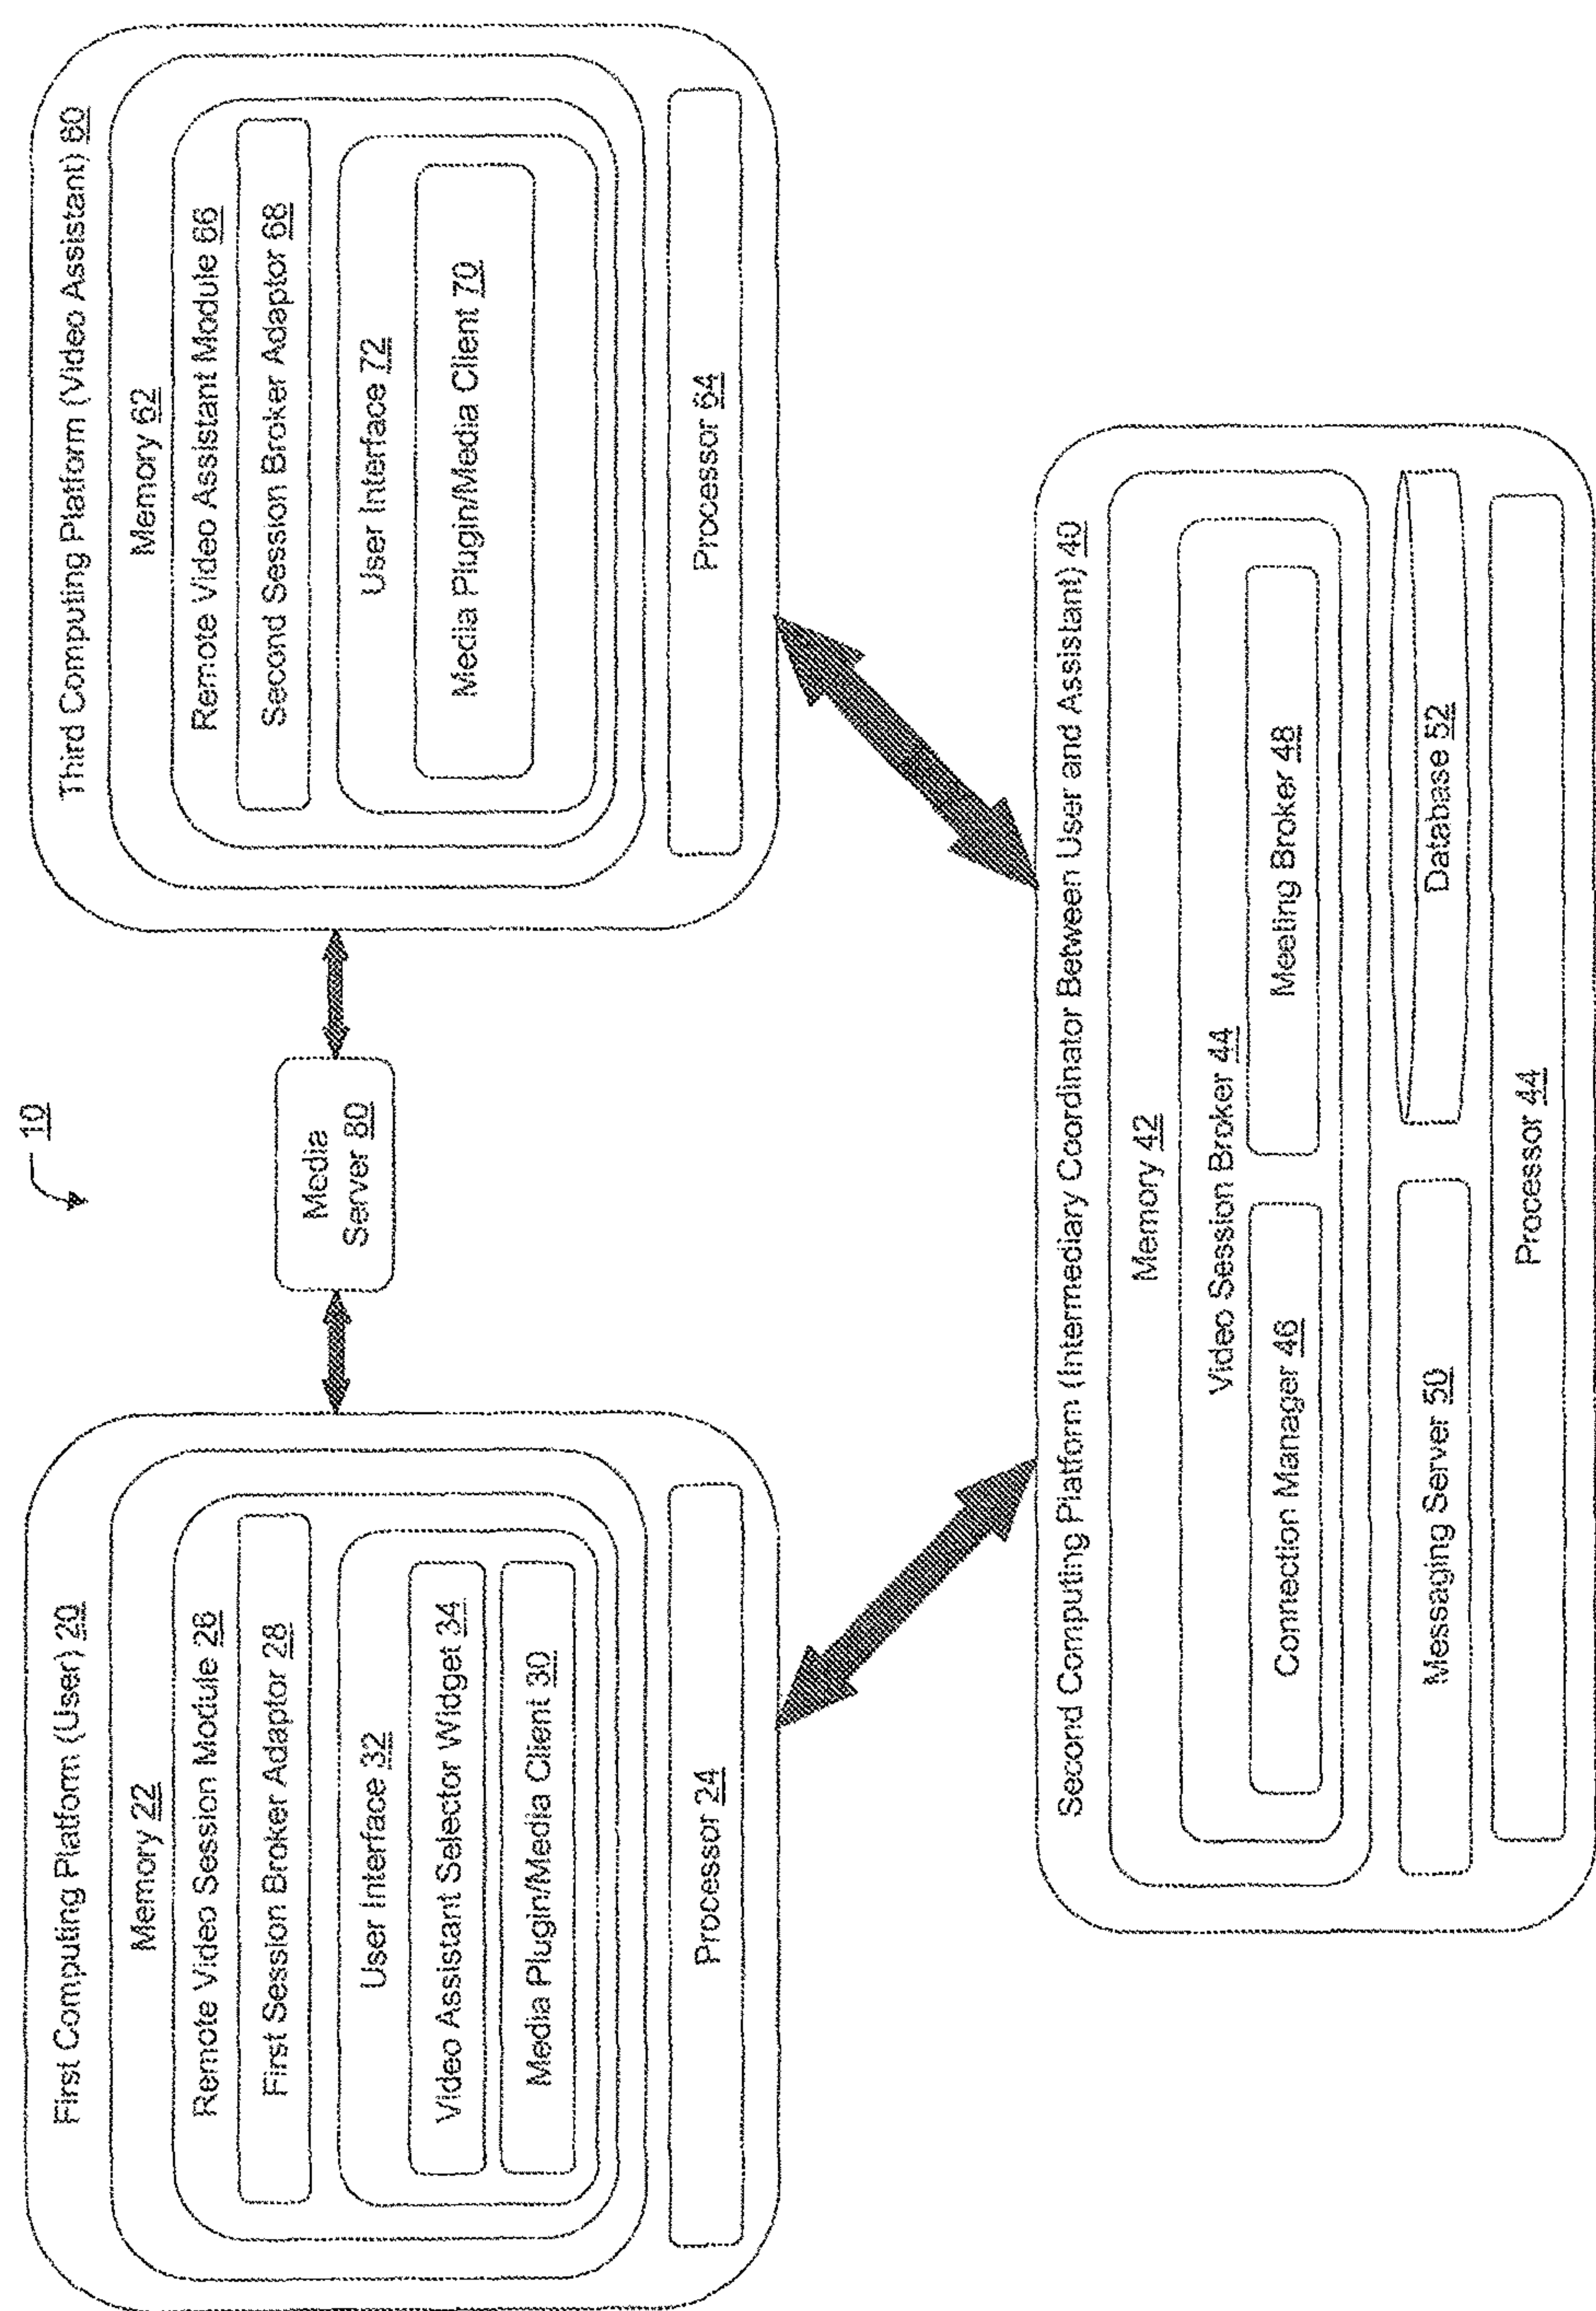 10
First Computing Platform (User) 20
Memory 22
Remote Video Session Module 26
First Session Broker Adaptor 28
User Interface 32
Video Assistant Selector Widget 34
Media Plugin/Media Client 30
Processor 24
Media
Server 80
Third Computing Platform (Video Assistant) 60
Memory 62
Remote Video Assistant Module 66
Second Session Broker Adaptor 68
User Interface 72
Media Plugin/Media Client 70
Processor 64
Second Computing Platform (Intermediary Coordinator Between User and Assistant) 40
Memory 42
Video Session Broker 44
Connection Manager 46
Meeting Broker 48
Messaging Server 50
Database 52
Processor 44